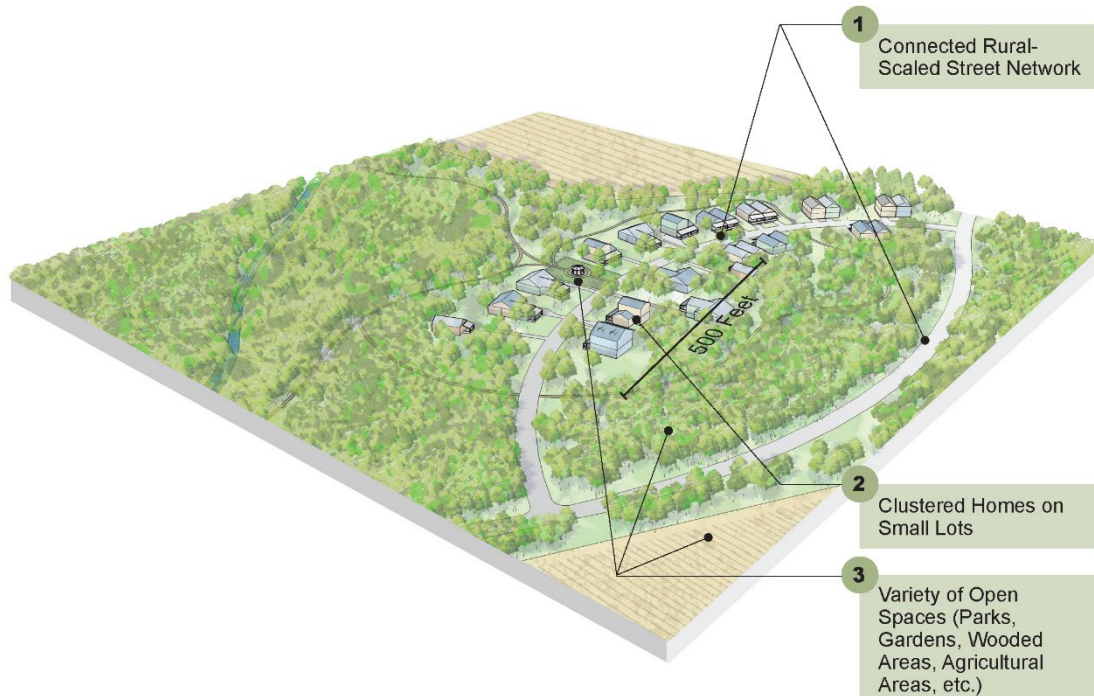 1
Connected Rural-
Scaled Street Network
500 Feet
2
Clustered Homes on
Small Lots
3
Variety of Open
Spaces (Parks,
Gardens, Wooded
Areas, Agricultural
Areas, etc.)